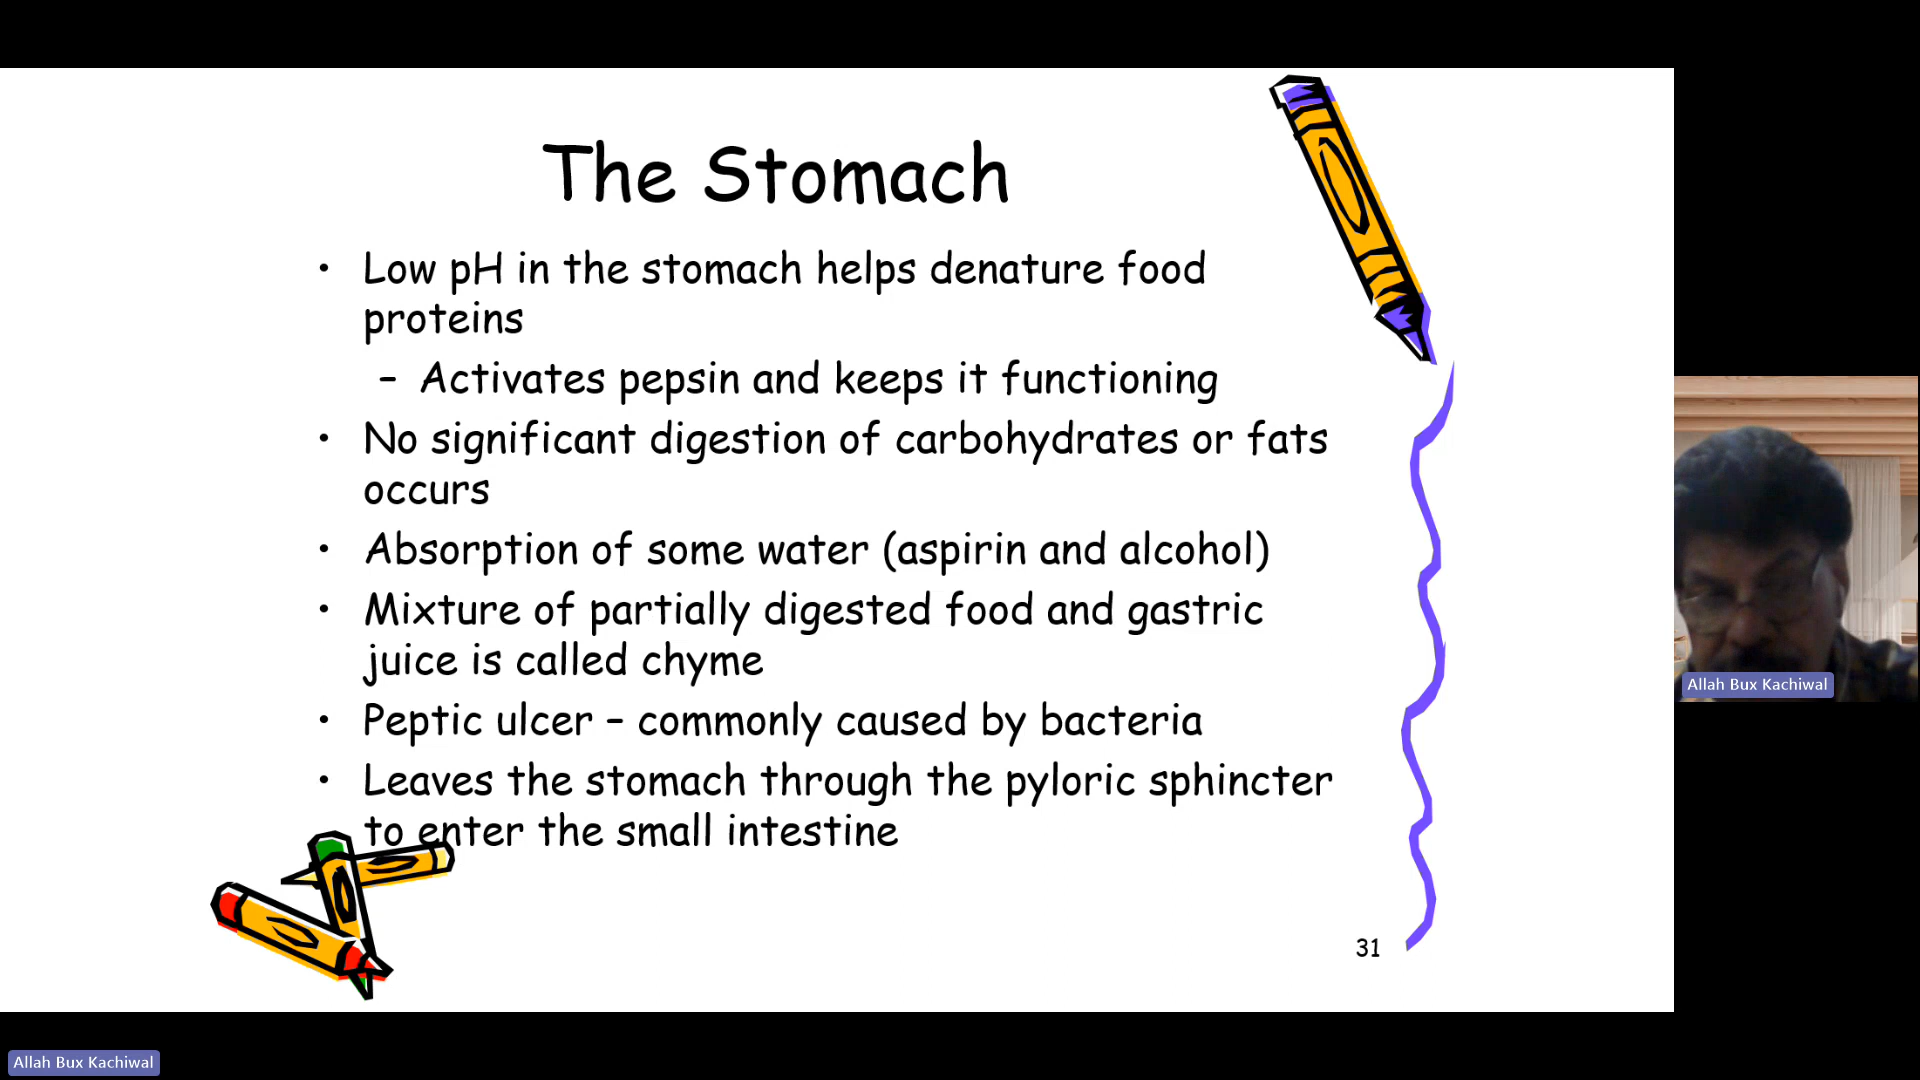 The Stomach
• Low pH in the stomach helps denature food
proteins
– Activates pepsin and keeps it functioning
• No significant digestion of carbohydrates or fats
occurs
• Absorption of some water (aspirin and alcohol)
• Mixture of partially digested food and gastric
juice is called chyme
• Peptic ulcer – commonly caused by bacteria
• Leaves the stomach through the pyloric sphincter
to enter the small intestine
31
Allah Bux Kachiwal
Allah Bux Kachiwal